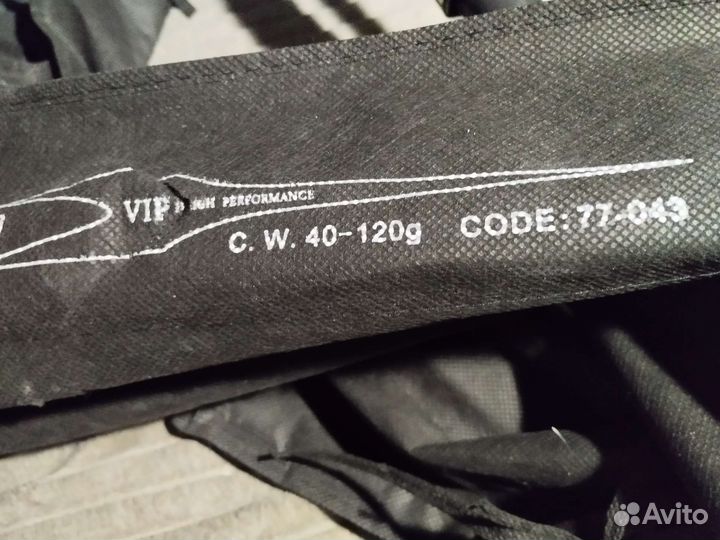 VIP HIGH PERFORMANCE
C. W. 40-120g CODE: 77-043
Avito